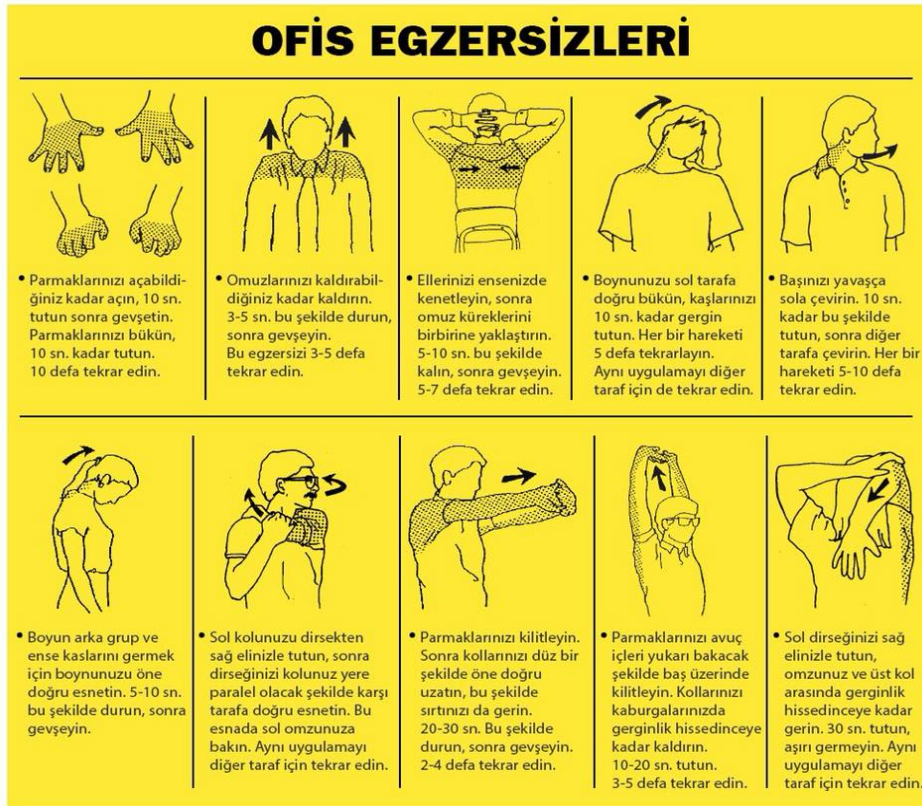 OFİS EGZERSİZLERİ
• Parmaklarınızı açabildi-
ğiniz kadar açın, 10 sn.
tutun sonra gevşetin.
Parmaklarınızı bükün,
10 sn. kadar tutun.
10 defa tekrar edin.
• Omuzlarınızı kaldırabil-
diğiniz kadar kaldırın.
3-5 sn. bu şekilde durun,
sonra gevşeyin.
Bu egzersizi 3-5 defa
tekrar edin.
• Ellerinizi ensenizde
kenetleyin, sonra
omuz küreklerini
birbirine yaklaştırın.
5-10 sn. bu şekilde
kalın, sonra gevşeyin.
5-7 defa tekrar edin.
• Boynunuzu sol tarafa
doğru bükün, kaşlarınızı
10 sn. kadar gergin
tutun. Her bir hareketi
5 defa tekrarlayın.
Aynı uygulamayı diğer
taraf için de tekrar edin.
• Başınızı yavaşça
sola çevirin. 10 sn.
kadar bu şekilde
tutun, sonra diğer
tarafa çevirin. Her bir
hareketi 5-10 defa
tekrar edin.
• Boyun arka grup ve
ense kaslarını germek
için boynunuzu öne
doğru esnetin. 5-10 sn.
bu şekilde durun, sonra
gevşeyin.
• Sol kolunuzu dirsekten
sağ elinizle tutun, sonra
dirseğinizi kolunuz yere
paralel olacak şekilde karşı
tarafa doğru esnetin. Bu
esnada sol omzunuza
bakın. Aynı uygulamayı
diğer taraf için tekrar edin.
• Parmaklarınızı kilitleyin.
Sonra kollarınızı düz bir
şekilde öne doğru
uzatın, bu şekilde
sırtınızı da gerin.
20-30 sn. Bu şekilde
durun, sonra gevşeyin.
2-4 defa tekrar edin.
• Parmaklarınızı avuç
içleri yukarı bakacak
şekilde baş üzerinde
kilitleyin. Kollarınızı
kaburgalarınızda
gerginlik hissedinceye
kadar kaldırın.
10-20 sn. tutun.
3-5 defa tekrar edin.
• Sol dirseğinizi sağ
elinizle tutun,
omzunuz ve üst kol
arasında gerginlik
hissedinceye kadar
gerin. 30 sn. tutun,
aşırı germeyin. Aynı
uygulamayı diğer
taraf için tekrar edin.